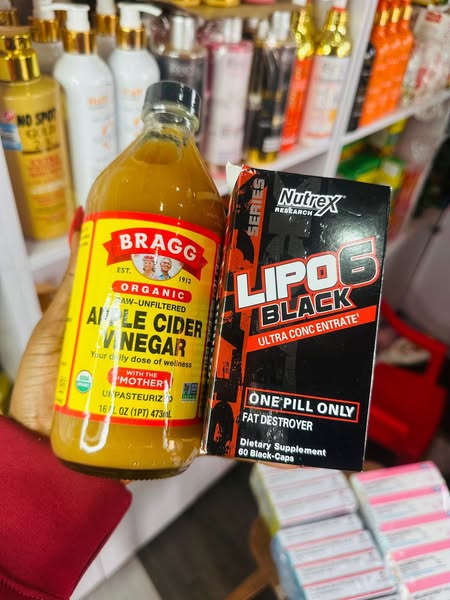 NO SPOT
BRAGG
EST.
1912
ORGANIC
RAW-UNFILTERED
APPLE CIDER
VINEGAR
Your daily dose of wellness
WITH THE
"MOTHER"
UNPASTEURIZED
16 FL OZ (1PT) 473mL
USDA
ORGANIC
SERIES
Nutrex
RESEARCH
LIPO6
BLACK
ULTRA CONCENTRATE
ONE PILL ONLY
FAT DESTROYER
Dietary Supplement
60 Black-Caps